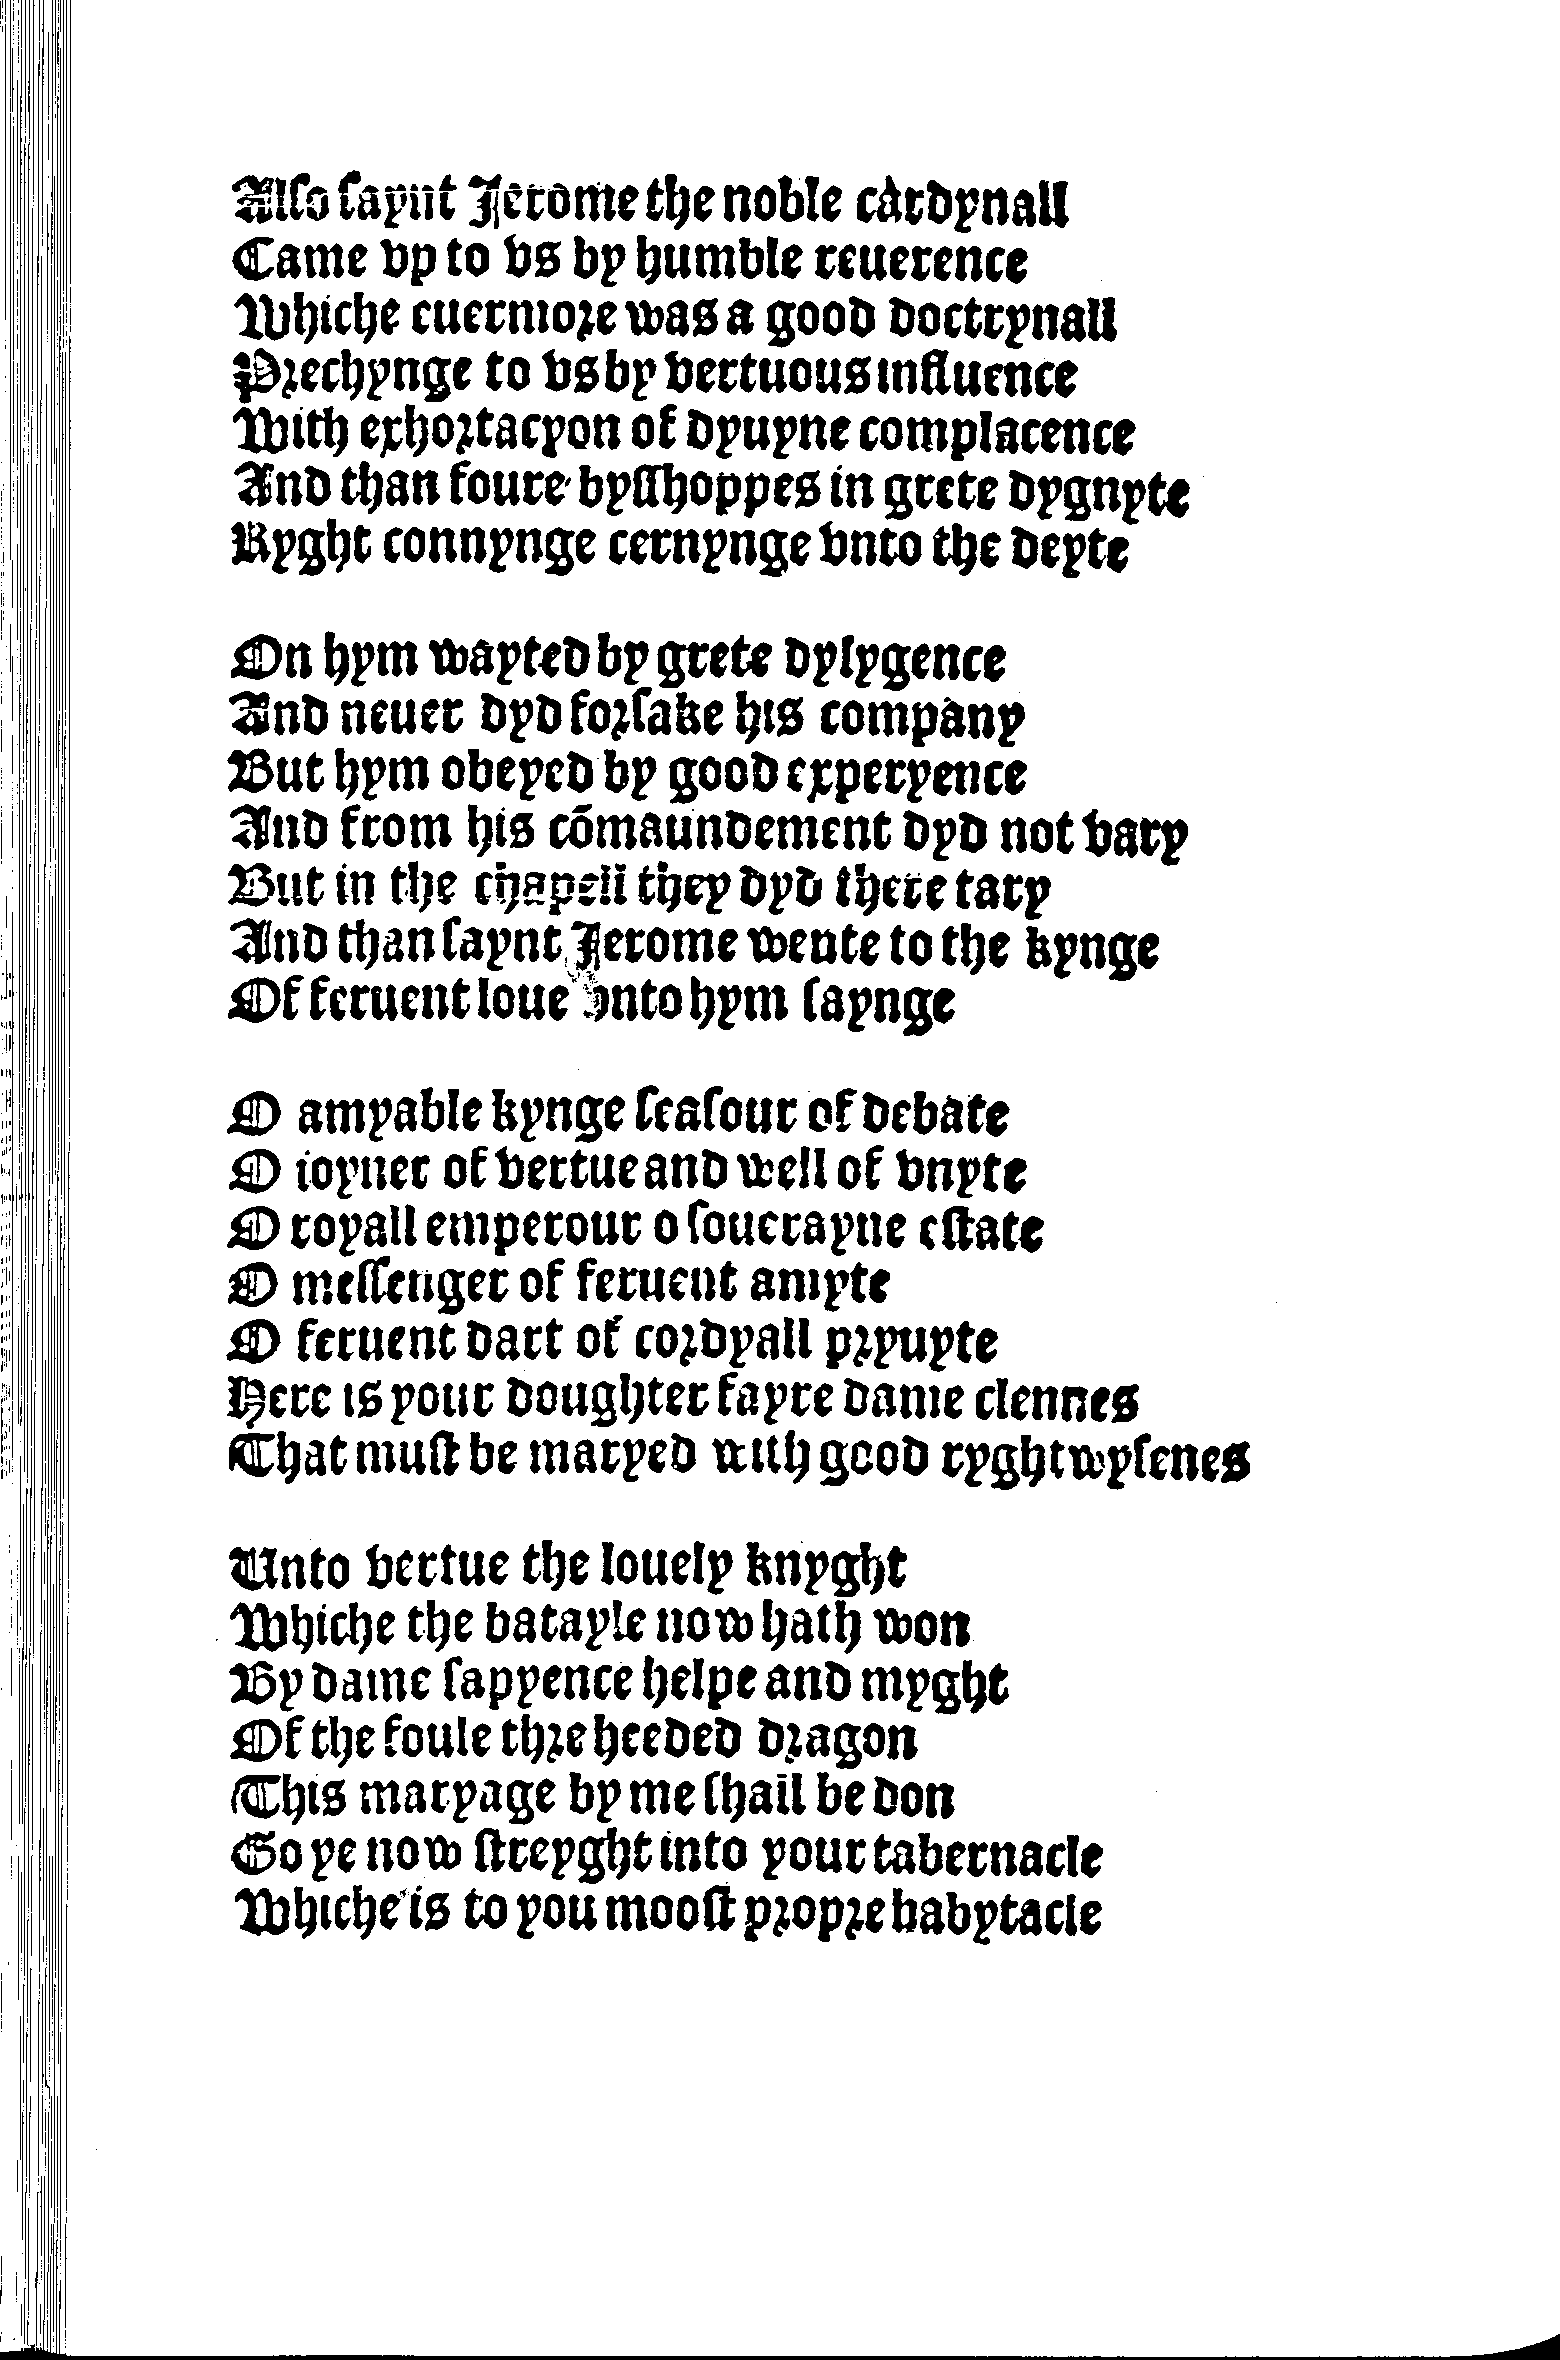 Also saynt Jerome the noble cardynall
Came vp to vs by humble reuerence
Whiche euermore was a good doctrynall
Prechynge to vs by vertuous influence
With exhortacyon of dyuyne complacence
And than foure bysshoppes in grete dygnyte
Ryght connynge cernynge vnto the deyte

On hym wayted by grete dylygence
And neuer dyd forsake his company
But hym obeyed by good experyence
And from his cōmaundement dyd not vary
But in the chapell they dyd there tary
And than saynt Jerome wente to the kynge
Of feruent loue vnto hym saynge

O amyable kynge seasour of debate
O ioyner of vertue and well of vnyte
O royall emperour o souerayne estate
O messenger of feruent amyte
O feruent dart of cordyall pryuyte
Here is your doughter fayre dame clennes
That must be maryed with good ryghtwysenes

Unto vertue the louely knyght
Whiche the batayle now hath won
By dame sapyence helpe and myght
Of the foule thre heeded dragon
This maryage by me shall be don
Go ye now streyght into your tabernacle
Whiche is to you moost propre habytacle